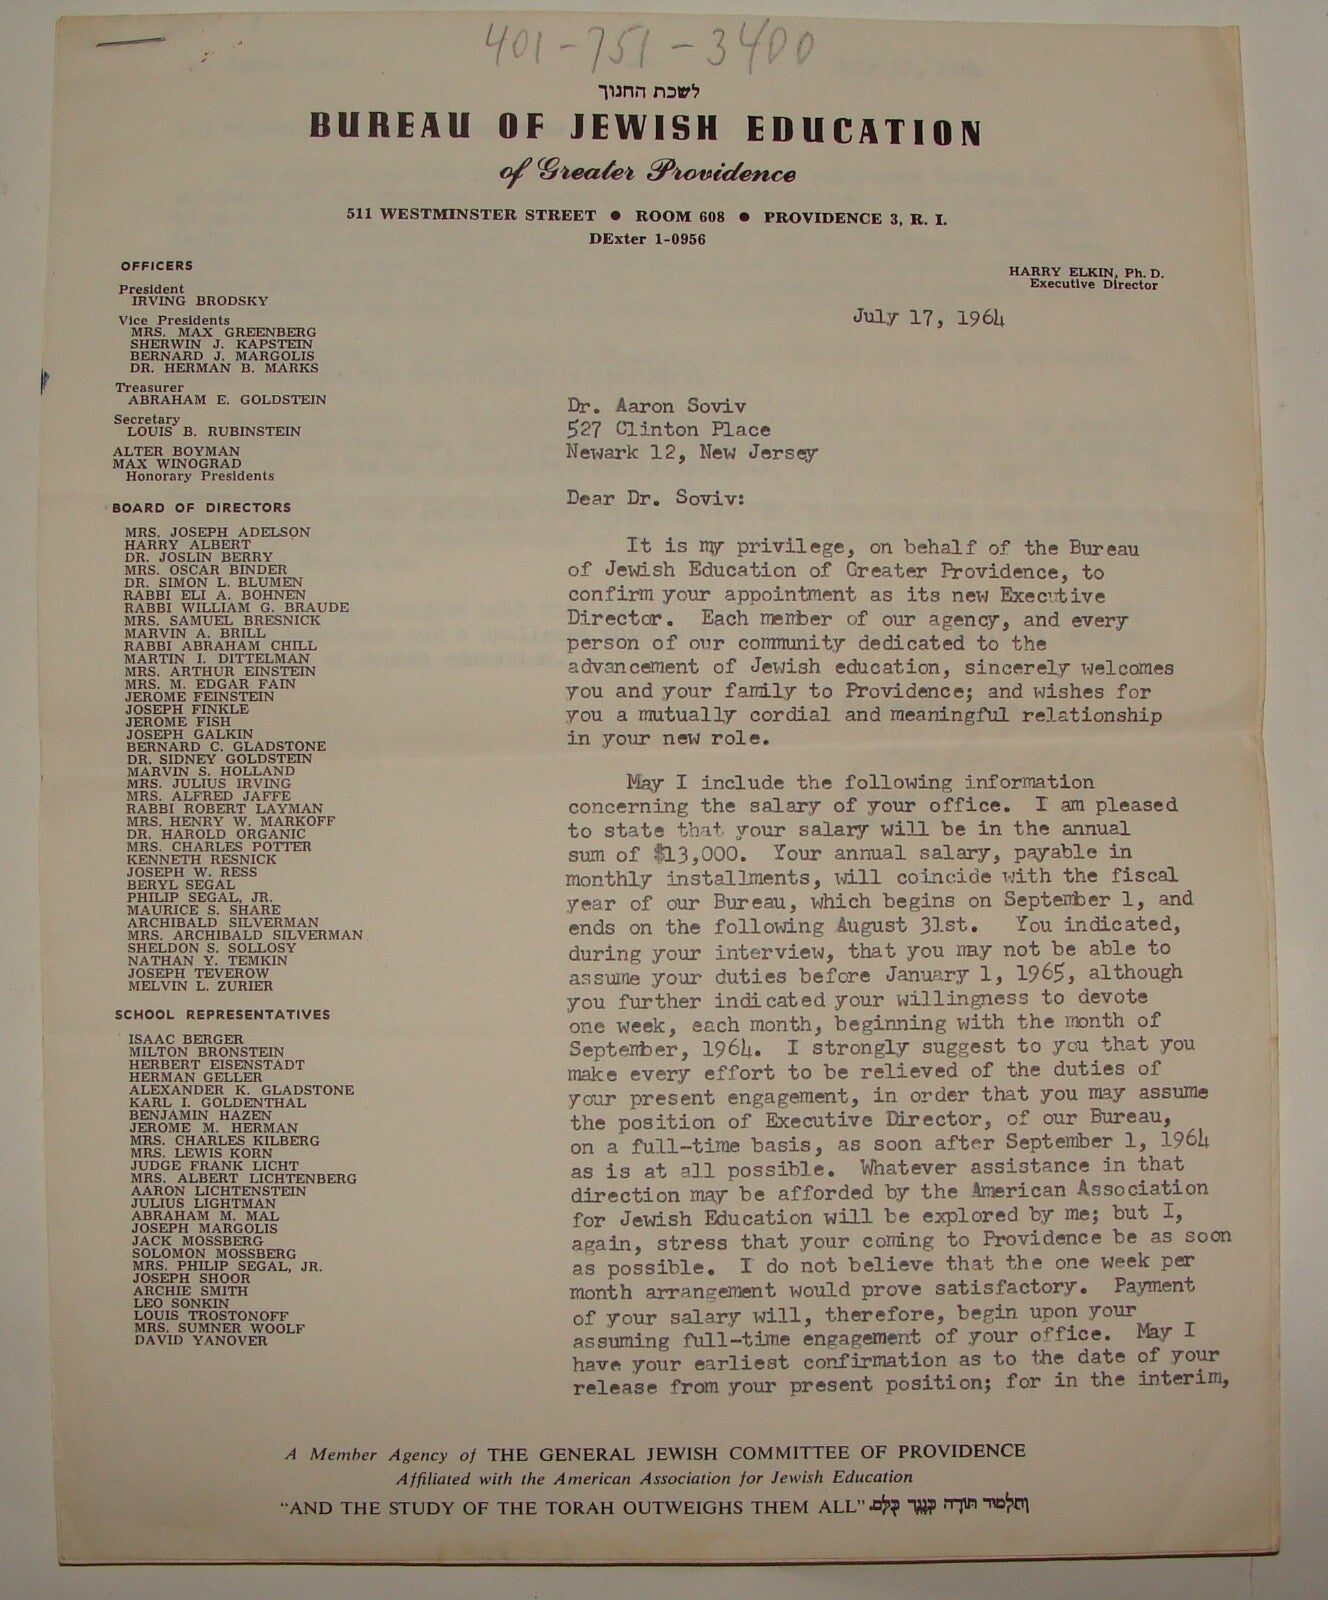 401-751-3400
לשכת החנוך
BUREAU OF JEWISH EDUCATION
of Greater Providence
511 WESTMINSTER STREET ● ROOM 608 ● PROVIDENCE 3, R. I.
DExter 1-0956
HARRY ELKIN, Ph. D.
Executive Director
OFFICERS
President
IRVING BRODSKY
Vice Presidents
MRS. MAX GREENBERG
SHERWIN J. KAPSTEIN
BERNARD J. MARGOLIS
DR. HERMAN B. MARKS
Treasurer
ABRAHAM E. GOLDSTEIN
Secretary
LOUIS B. RUBINSTEIN
ALTER BOYMAN
MAX WINOGRAD
Honorary Presidents
BOARD OF DIRECTORS
MRS. JOSEPH ADELSON
HARRY ALBERT
DR. JOSLIN BERRY
MRS. OSCAR BINDER
DR. SIMON L. BLUMEN
RABBI ELI A. BOHNEN
RABBI WILLIAM G. BRAUDE
MRS. SAMUEL BRESNICK
MARVIN A. BRILL
RABBI ABRAHAM CHILL
MARTIN I. DITTELMAN
MRS. ARTHUR EINSTEIN
MRS. M. EDGAR FAIN
JEROME FEINSTEIN
JOSEPH FINKLE
JEROME FISH
JOSEPH GALKIN
BERNARD C. GLADSTONE
DR. SIDNEY GOLDSTEIN
MARVIN S. HOLLAND
MRS. JULIUS IRVING
MRS. ALFRED JAFFE
RABBI ROBERT LAYMAN
MRS. HENRY W. MARKOFF
DR. HAROLD ORGANIC
MRS. CHARLES POTTER
KENNETH RESNICK
JOSEPH W. RESS
BERYL SEGAL
PHILIP SEGAL, JR.
MAURICE S. SHARE
ARCHIBALD SILVERMAN
MRS. ARCHIBALD SILVERMAN
SHELDON S. SOLLOSY
NATHAN Y. TEMKIN
JOSEPH TEVEROW
MELVIN L. ZURIER
SCHOOL REPRESENTATIVES
ISAAC BERGER
MILTON BRONSTEIN
HERBERT EISENSTADT
HERMAN GELLER
ALEXANDER K. GLADSTONE
KARL I. GOLDENTHAL
BENJAMIN HAZEN
JEROME M. HERMAN
MRS. CHARLES KILBERG
MRS. LEWIS KORN
JUDGE FRANK LICHT
MRS. ALBERT LICHTENBERG
AARON LICHTENSTEIN
JULIUS LIGHTMAN
ABRAHAM M. MAL
JOSEPH MARGOLIS
JACK MOSSBERG
SOLOMON MOSSBERG
MRS. PHILIP SEGAL, JR.
JOSEPH SHOOR
ARCHIE SMITH
LEO SONKIN
LOUIS TROSTONOFF
MRS. SUMNER WOOLF
DAVID YANOVER
July 17, 1964
Dr. Aaron Soviv
527 Clinton Place
Newark 12, New Jersey
Dear Dr. Soviv:
It is my privilege, on behalf of the Bureau
of Jewish Education of Greater Providence, to
confirm your appointment as its new Executive
Director. Each member of our agency, and every
person of our community dedicated to the
advancement of Jewish education, sincerely welcomes
you and your family to Providence; and wishes for
you a mutually cordial and meaningful relationship
in your new role.
May I include the following information
concerning the salary of your office. I am pleased
to state that your salary will be in the annual
sum of $13,000. Your annual salary, payable in
monthly installments, will coincide with the fiscal
year of our Bureau, which begins on September 1, and
ends on the following August 31st. You indicated,
during your interview, that you may not be able to
assume your duties before January 1, 1965, although
you further indicated your willingness to devote
one week, each month, beginning with the month of
September, 1964. I strongly suggest to you that you
make every effort to be relieved of the duties of
your present engagement, in order that you may assume
the position of Executive Director, of our Bureau,
on a full-time basis, as soon after September 1, 1964
as is at all possible. Whatever assistance in that
direction may be afforded by the American Association
for Jewish Education will be explored by me; but I,
again, stress that your coming to Providence be as soon
as possible. I do not believe that the one week per
month arrangement would prove satisfactory. Payment
of your salary will, therefore, begin upon your
assuming full-time engagement of your office. May I
have your earliest confirmation as to the date of your
release from your present position; for in the interim,
A Member Agency of THE GENERAL JEWISH COMMITTEE OF PROVIDENCE
Affiliated with the American Association for Jewish Education
"AND THE STUDY OF THE TORAH OUTWEIGHS THEM ALL" ותלמוד תורה כנגד כלם.